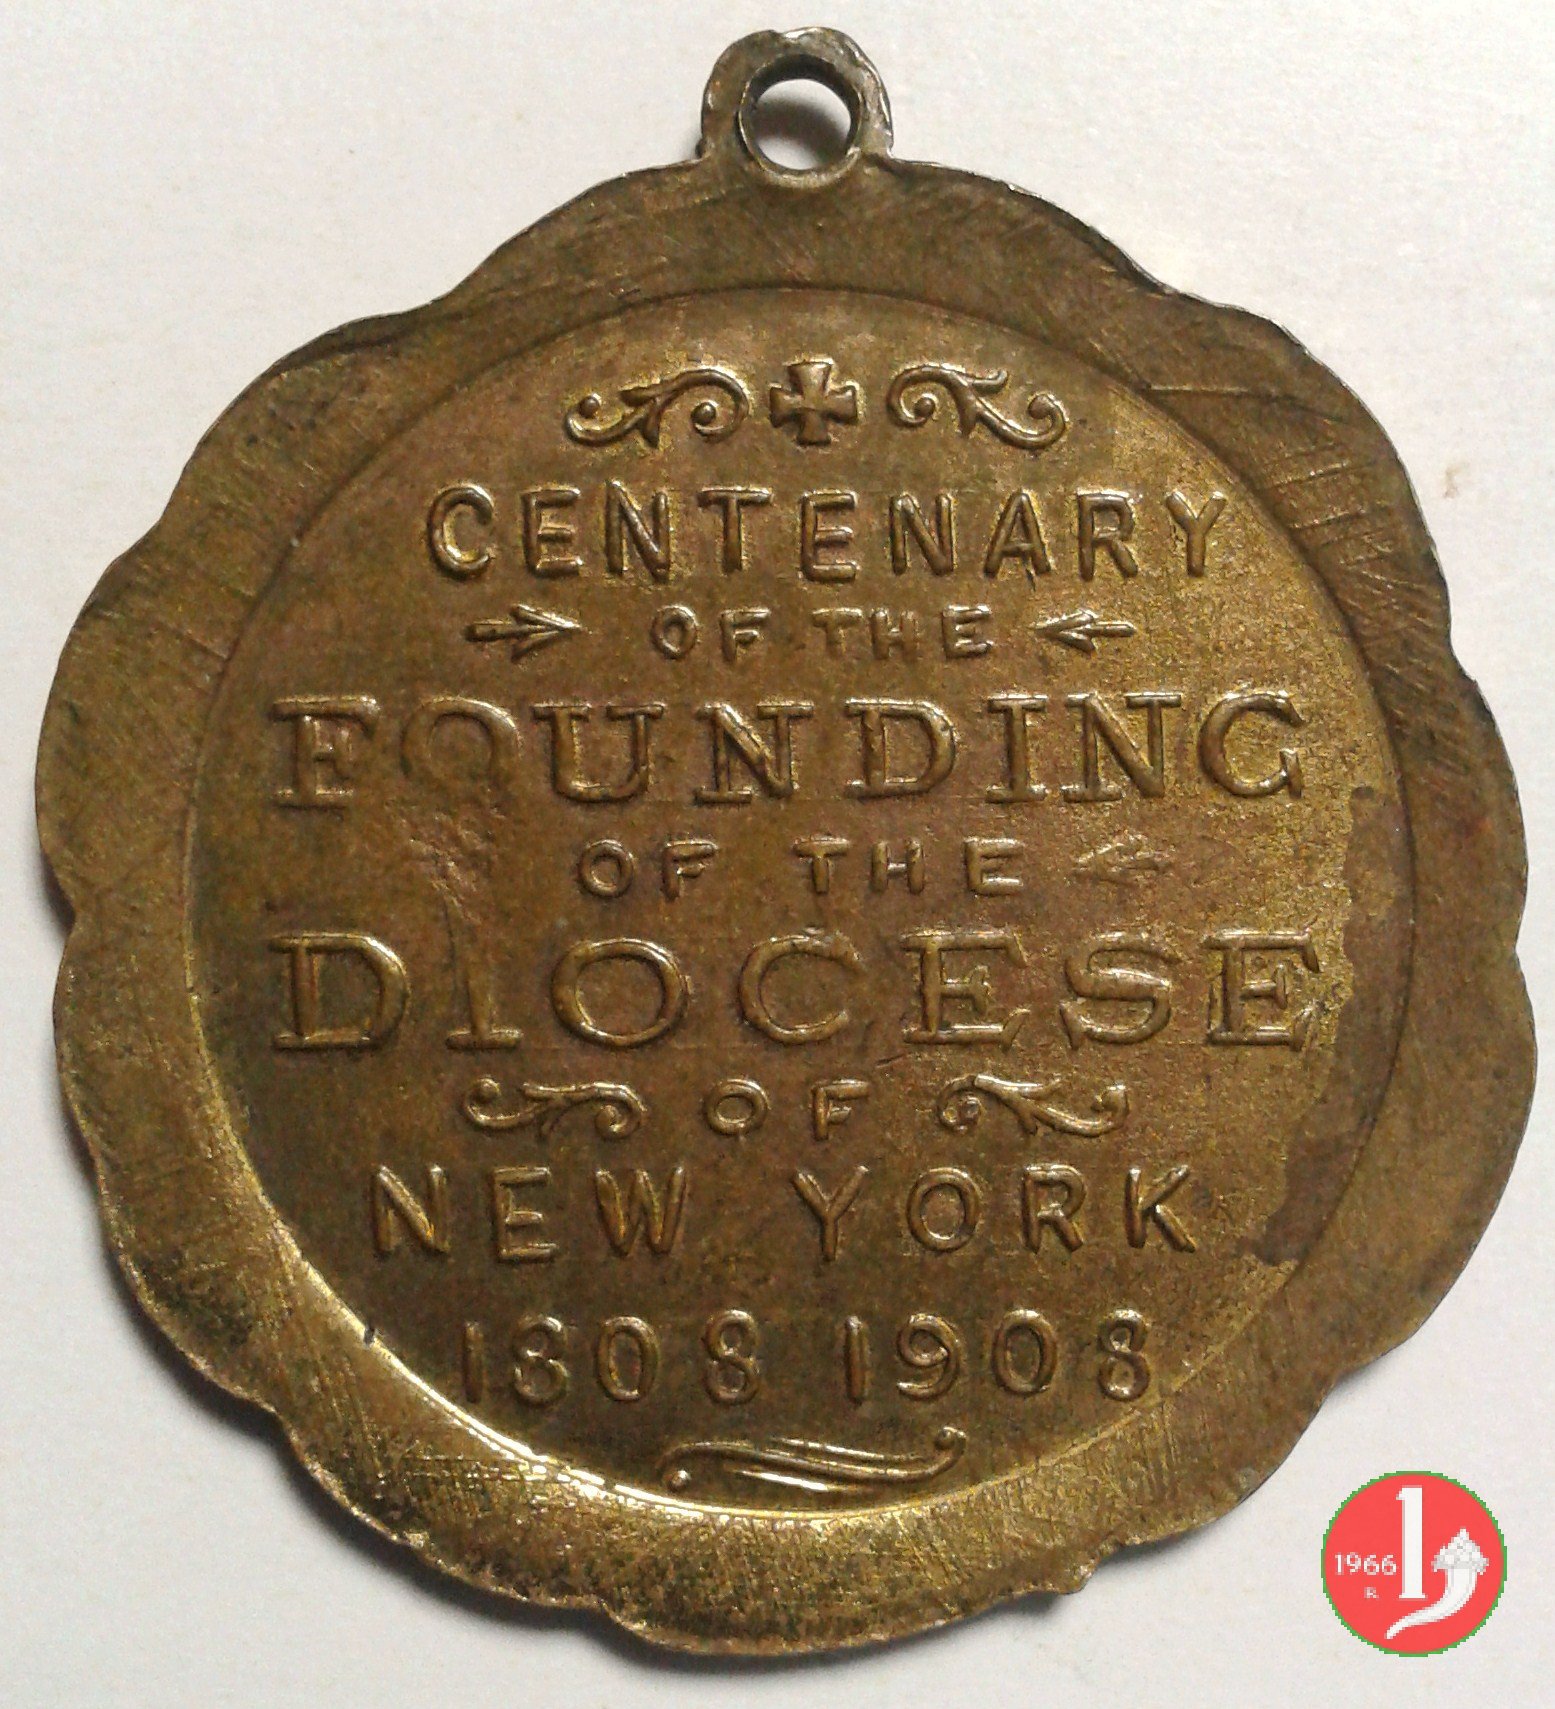 CENTENARY
OF THE
FOUNDING
OF THE
DIOCESE
OF
NEW YORK
1808 1908
1966
R